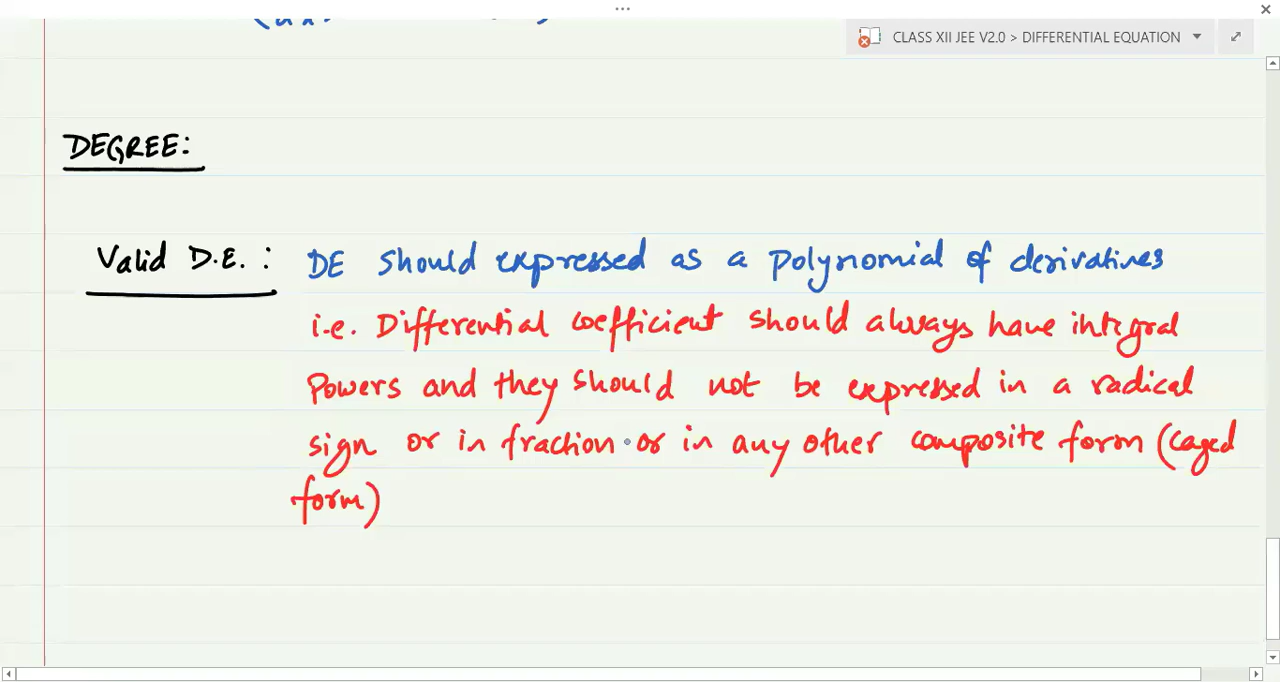 ...
CLASS XII JEE V2.0 > DIFFERENTIAL EQUATION
DEGREE:
Valid D.E. : DE should expressed as a polynomial of derivatives
i.e. Differential coefficient should always have integral
Powers and they should not be expressed in a radical
sign or in fraction or in any other composite form (caged
form)